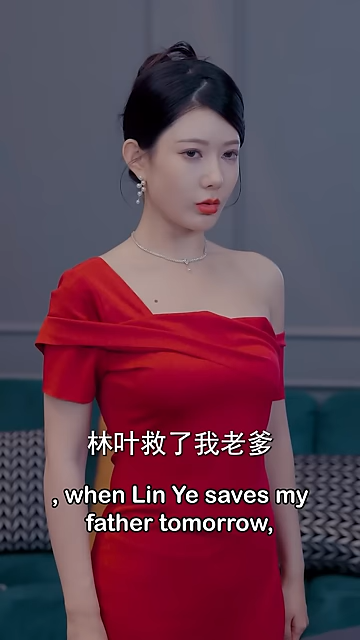 林叶救了我老爹
, when Lin Ye saves my
father tomorrow,